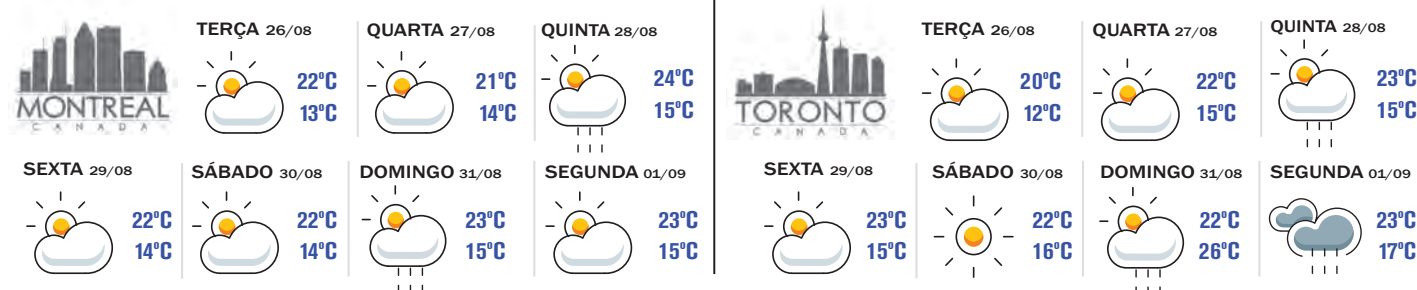 MONTREAL
CANADA
TERÇA 26/08
22ºC
13ºC
QUARTA 27/08
21ºC
14ºC
QUINTA 28/08
24ºC
15ºC
SEXTA 29/08
22ºC
14ºC
SÁBADO 30/08
22ºC
14ºC
DOMINGO 31/08
23ºC
15ºC
SEGUNDA 01/09
23ºC
15ºC
TORONTO
CANADA
TERÇA 26/08
20ºC
12ºC
QUARTA 27/08
22ºC
15ºC
QUINTA 28/08
23ºC
15ºC
SEXTA 29/08
23ºC
15ºC
SÁBADO 30/08
22ºC
16ºC
DOMINGO 31/08
22ºC
26ºC
SEGUNDA 01/09
23ºC
17ºC